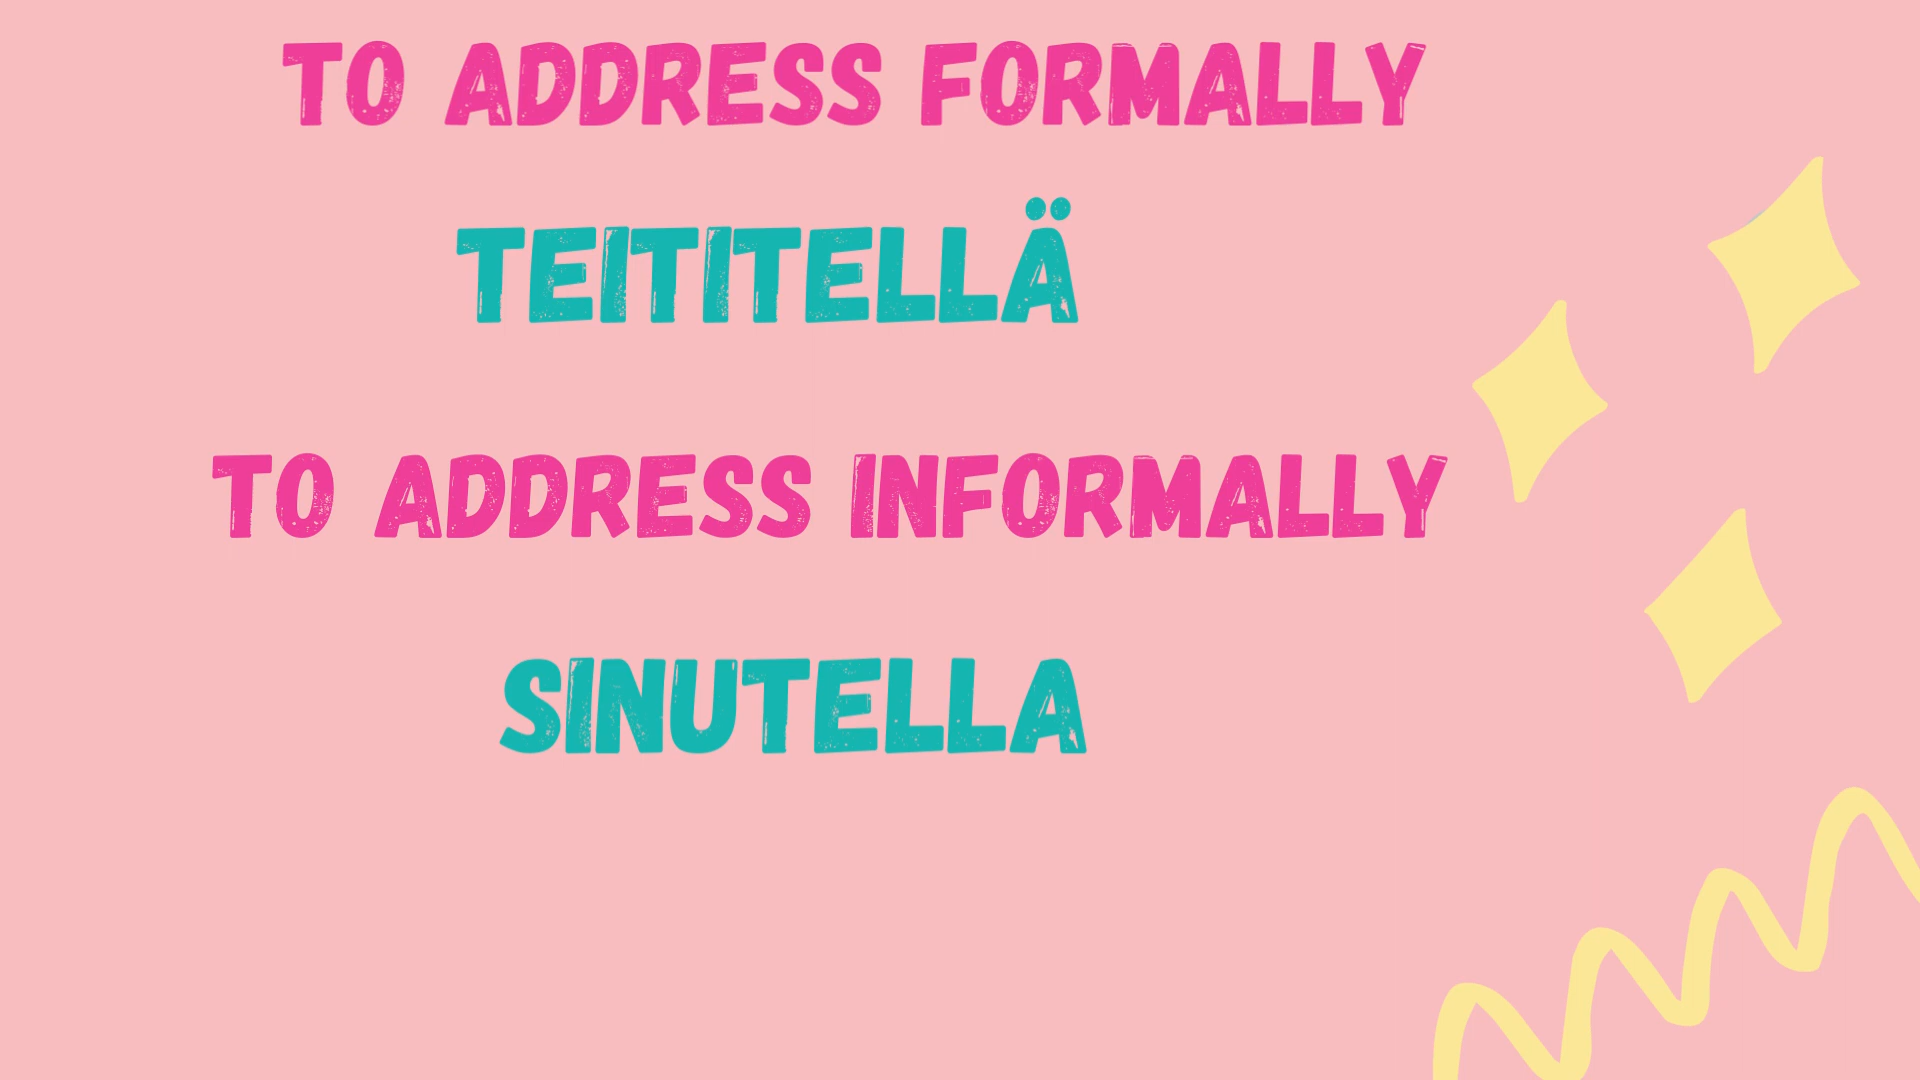 TO ADDRESS FORMALLY
TEITITELLÄ
TO ADDRESS INFORMALLY
SINUTELLA